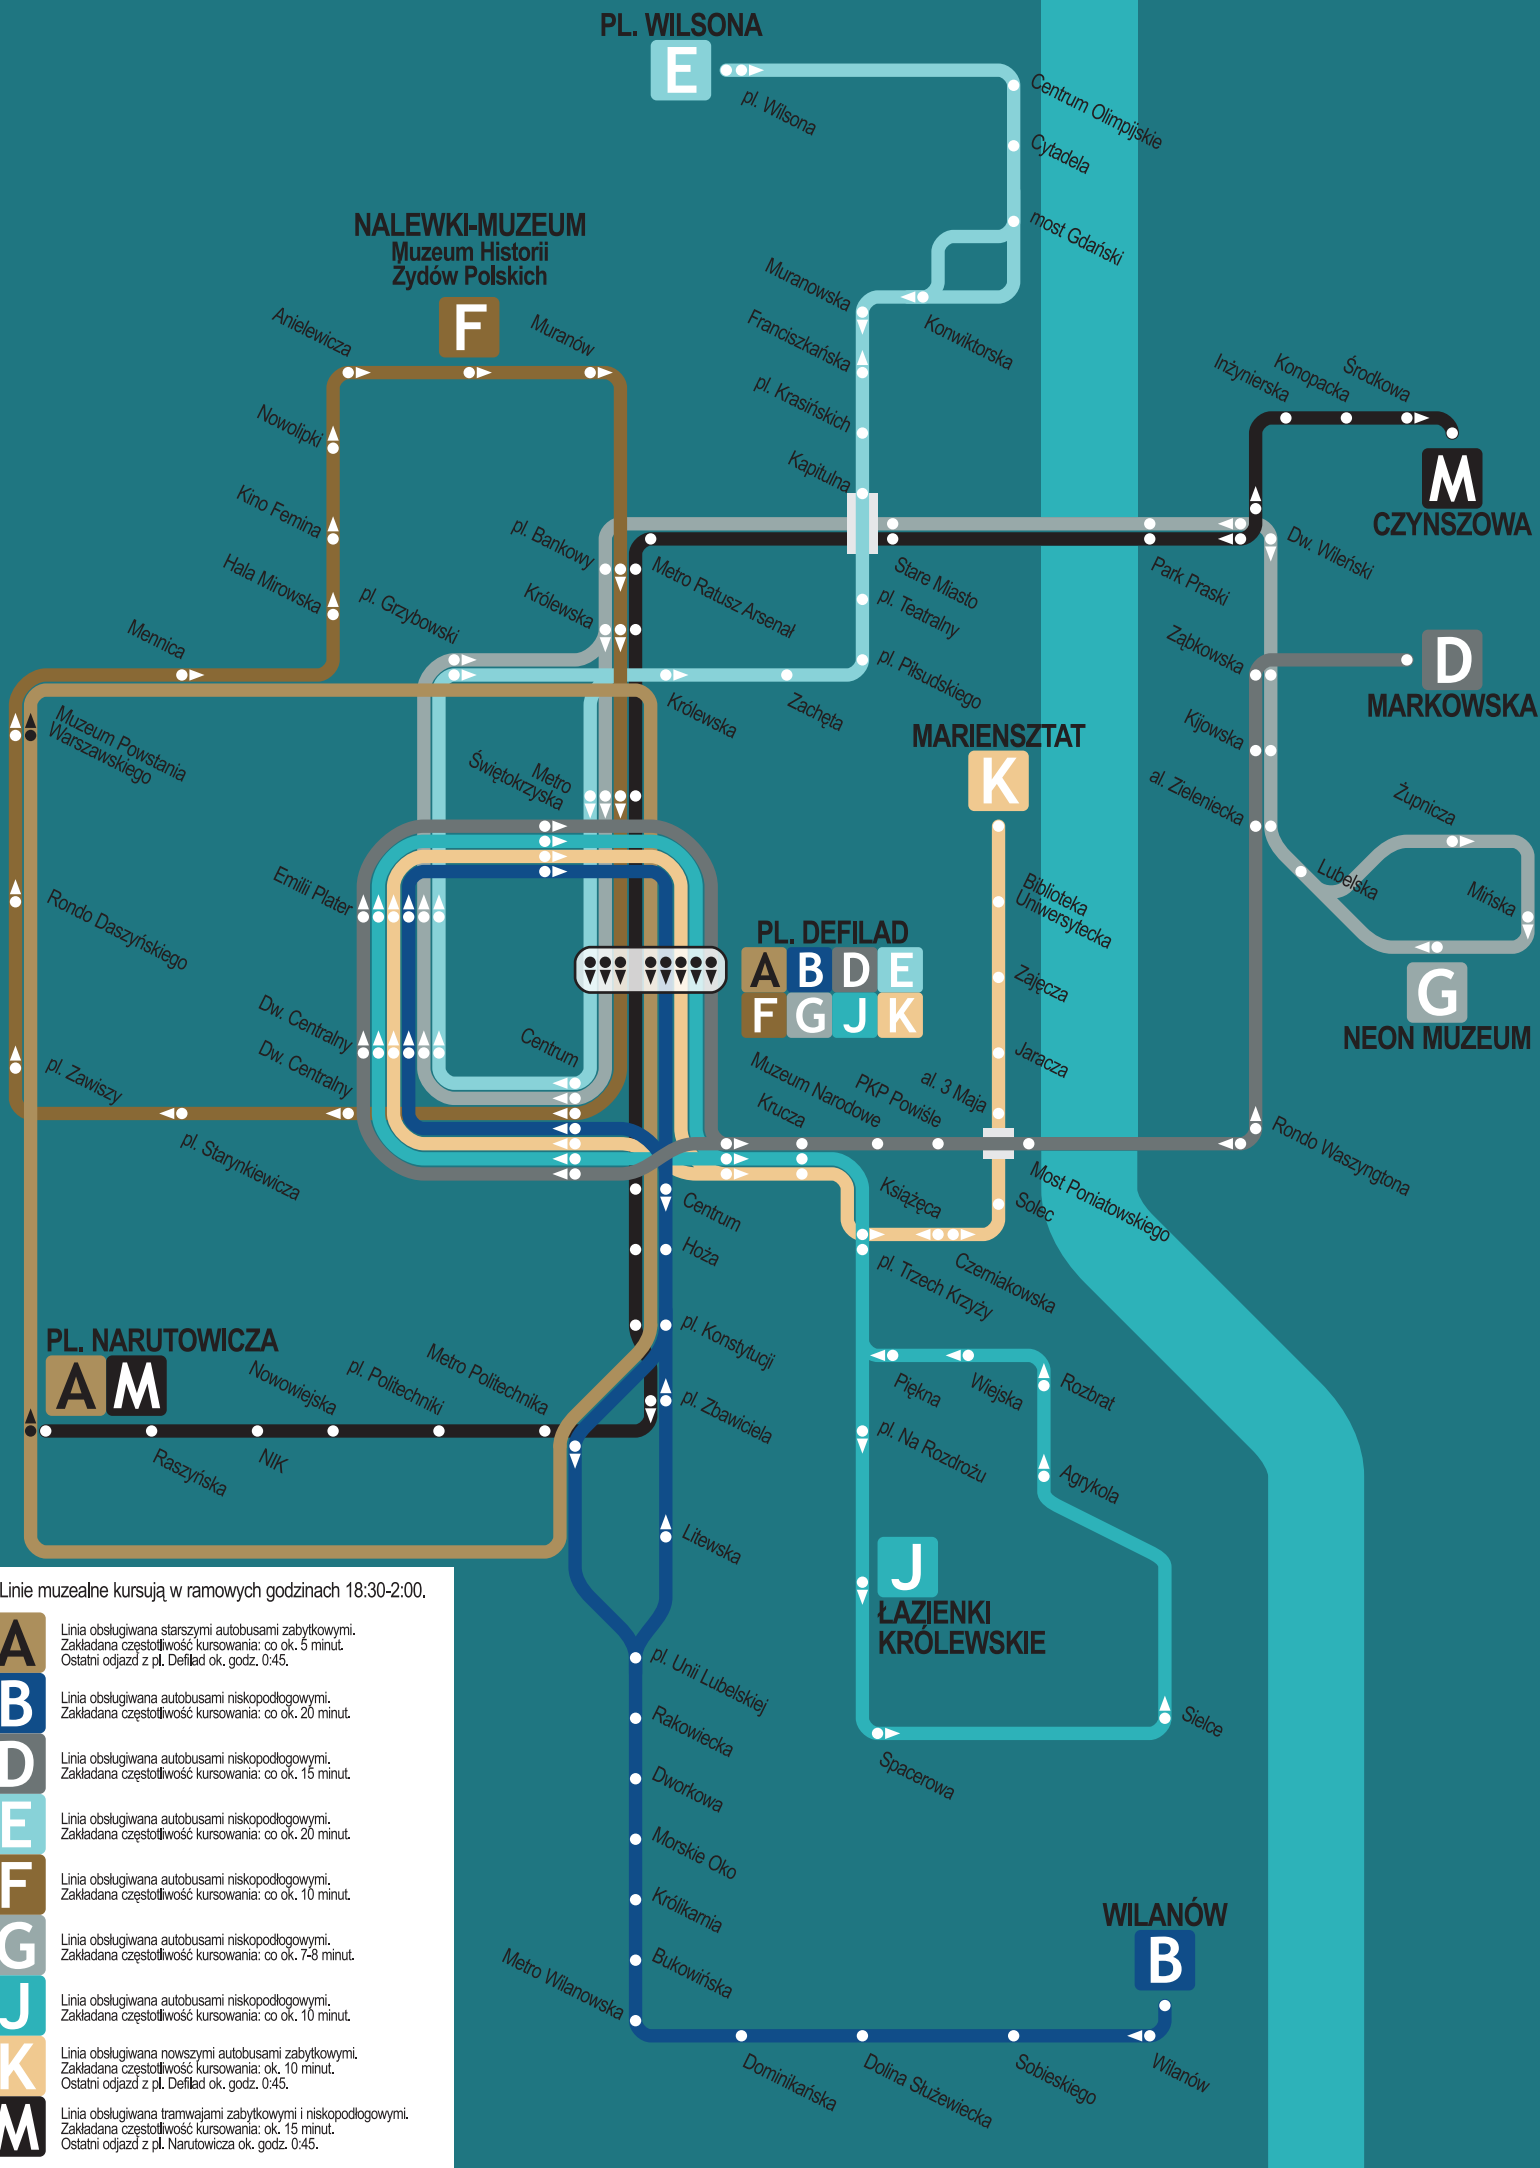 PL. WILSONA
E
pl. Wilsona
Centrum Olimpijskie
Cytadela
most Gdański
NALEWKI-MUZEUM
Muzeum Historii
Żydów Polskich
F
Anielewicza
Muranów
Muranowska
Franciszkańska
Konwiktorska
pl. Krasińskich
Kapitulna
Nowolipki
Kino Femina
Hala Mirowska
Mennica
pl. Grzybowski
pl. Bankowy
Królewska
Metro Ratusz Arsenał
Stare Miasto
pl. Teatralny
pl. Piłsudskiego
Królewska
Zachęta
Inżynierska
Konopacka
Środkowa
M
CZYNSZOWA
Park Praski
Dw. Wileński
Ząbkowska
D
MARKOWSKA
Kijowska
al. Zieleniecka
Żupnicza
Lubelska
Mińska
G
NEON MUZEUM
Muzeum Powstania
Warszawskiego
Metro
Świętokrzyska
MARIENSZTAT
K
Emilii Plater
Rondo Daszyńskiego
Biblioteka
Uniwersytecka
PL. DEFILAD
A B D E
F G J K
Zajęcza
Dw. Centralny
Dw. Centralny
Centrum
pl. Zawiszy
pl. Starynkiewicza
Muzeum Narodowe
Krucza
PKP Powiśle
al. 3 Maja
Jaracza
Rondo Waszyngtona
Most Poniatowskiego
Solec
Książęca
Czerniakowska
pl. Trzech Krzyży
Centrum
Hoża
pl. Konstytucji
pl. Zbawiciela
Litewska
PL. NARUTOWICZA
A M
Nowowiejska
pl. Politechniki
Metro Politechnika
Raszyńska
NIK
Piękna
Wiejska
Rozbrat
pl. Na Rozdrożu
Agrykola
J
ŁAZIENKI
KRÓLEWSKIE
Spacerowa
Sielce
pl. Unii Lubelskiej
Rakowiecka
Dworkowa
Morskie Oko
Królikarnia
Bukowińska
Metro Wilanowska
Dominikańska
Dolina Służewiecka
Sobieskiego
Wilanów
WILANÓW
B
Linie muzealne kursują w ramowych godzinach 18:30-2:00.
A
Linia obsługiwana starszymi autobusami zabytkowymi.
Zakładana częstotliwość kursowania: co ok. 5 minut.
Ostatni odjazd z pl. Defilad ok. godz. 0:45.
B
Linia obsługiwana autobusami niskopodłogowymi.
Zakładana częstotliwość kursowania: co ok. 20 minut.
D
Linia obsługiwana autobusami niskopodłogowymi.
Zakładana częstotliwość kursowania: co ok. 15 minut.
E
Linia obsługiwana autobusami niskopodłogowymi.
Zakładana częstotliwość kursowania: co ok. 20 minut.
F
Linia obsługiwana autobusami niskopodłogowymi.
Zakładana częstotliwość kursowania: co ok. 10 minut.
G
Linia obsługiwana autobusami niskopodłogowymi.
Zakładana częstotliwość kursowania: co ok. 7-8 minut.
J
Linia obsługiwana autobusami niskopodłogowymi.
Zakładana częstotliwość kursowania: co ok. 10 minut.
K
Linia obsługiwana nowszymi autobusami zabytkowymi.
Zakładana częstotliwość kursowania: ok. 10 minut.
Ostatni odjazd z pl. Defilad ok. godz. 0:45.
M
Linia obsługiwana tramwajami zabytkowymi i niskopodłogowymi.
Zakładana częstotliwość kursowania: ok. 15 minut.
Ostatni odjazd z pl. Narutowicza ok. godz. 0:45.